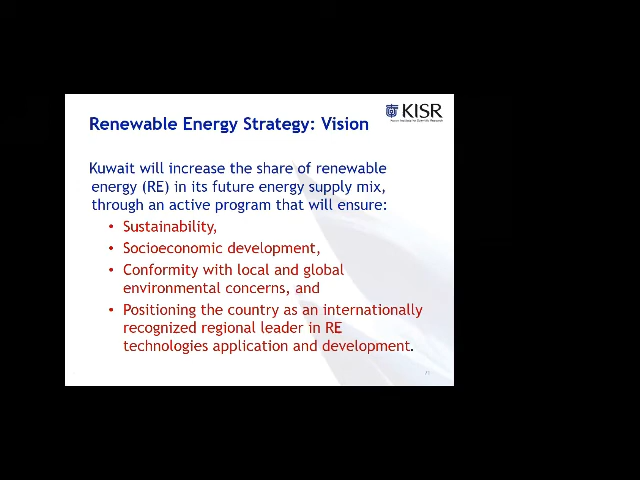 KISR
Renewable Energy Strategy: Vision
Kuwait will increase the share of renewable
energy (RE) in its future energy supply mix,
through an active program that will ensure:
• Sustainability,
• Socioeconomic development,
• Conformity with local and global
environmental concerns, and
• Positioning the country as an internationally
recognized regional leader in RE
technologies application and development.